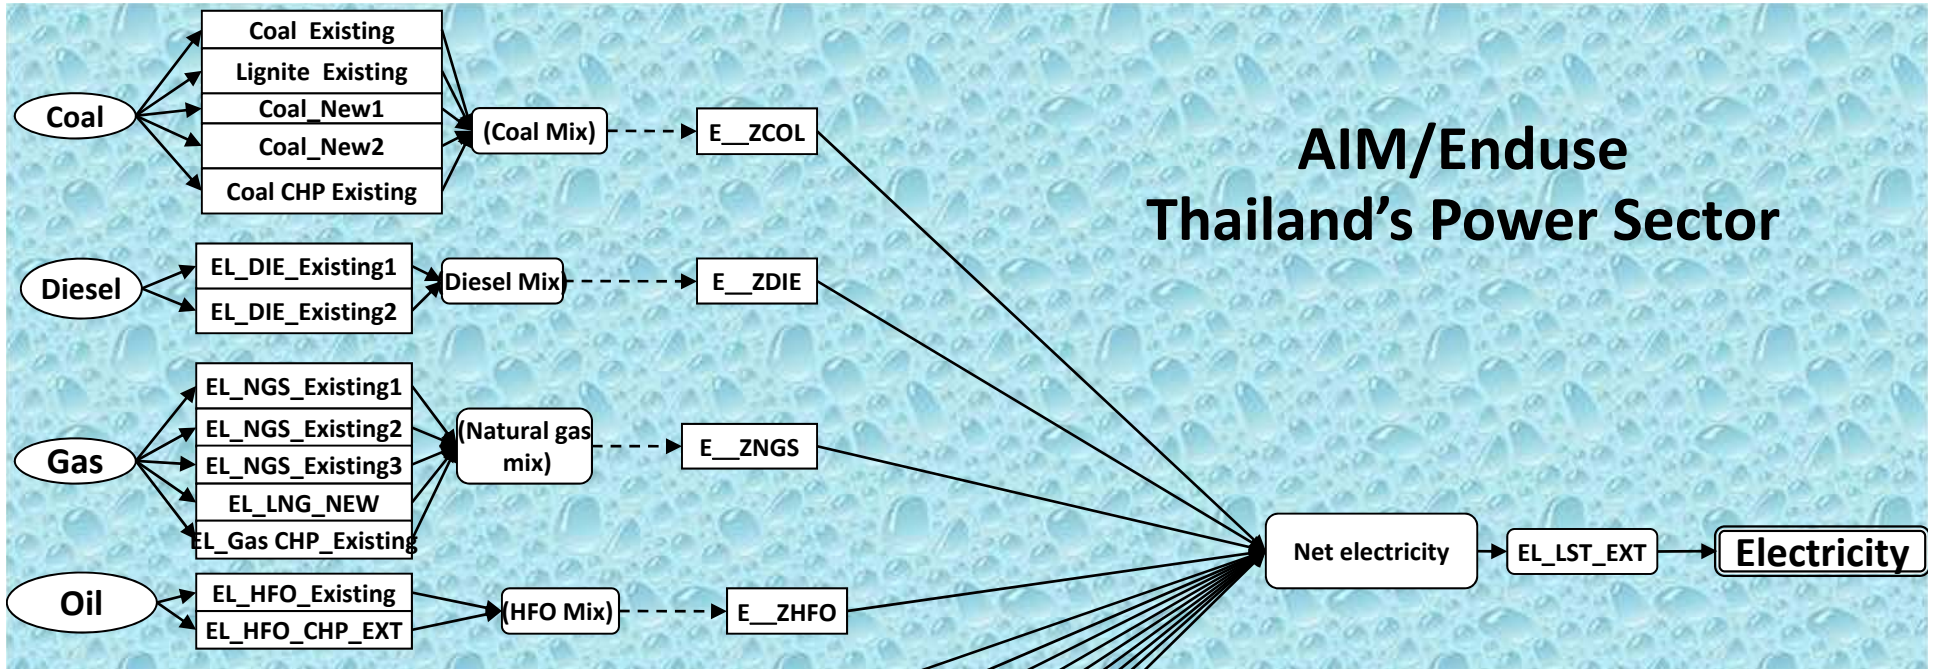 AIM/Enduse
Thailand's Power Sector
Coal
Coal  Existing
Lignite  Existing
Coal_New1
Coal_New2
Coal CHP Existing
(Coal Mix)
E__ZCOL
Diesel
EL_DIE_Existing1
EL_DIE_Existing2
(Diesel Mix)
E__ZDIE
Gas
EL_NGS_Existing1
EL_NGS_Existing2
EL_NGS_Existing3
EL_LNG_NEW
EL_Gas CHP_Existing
(Natural gas
mix)
E__ZNGS
Oil
EL_HFO_Existing
EL_HFO_CHP_EXT
(HFO Mix)
E__ZHFO
Net electricity
EL_LST_EXT
Electricity